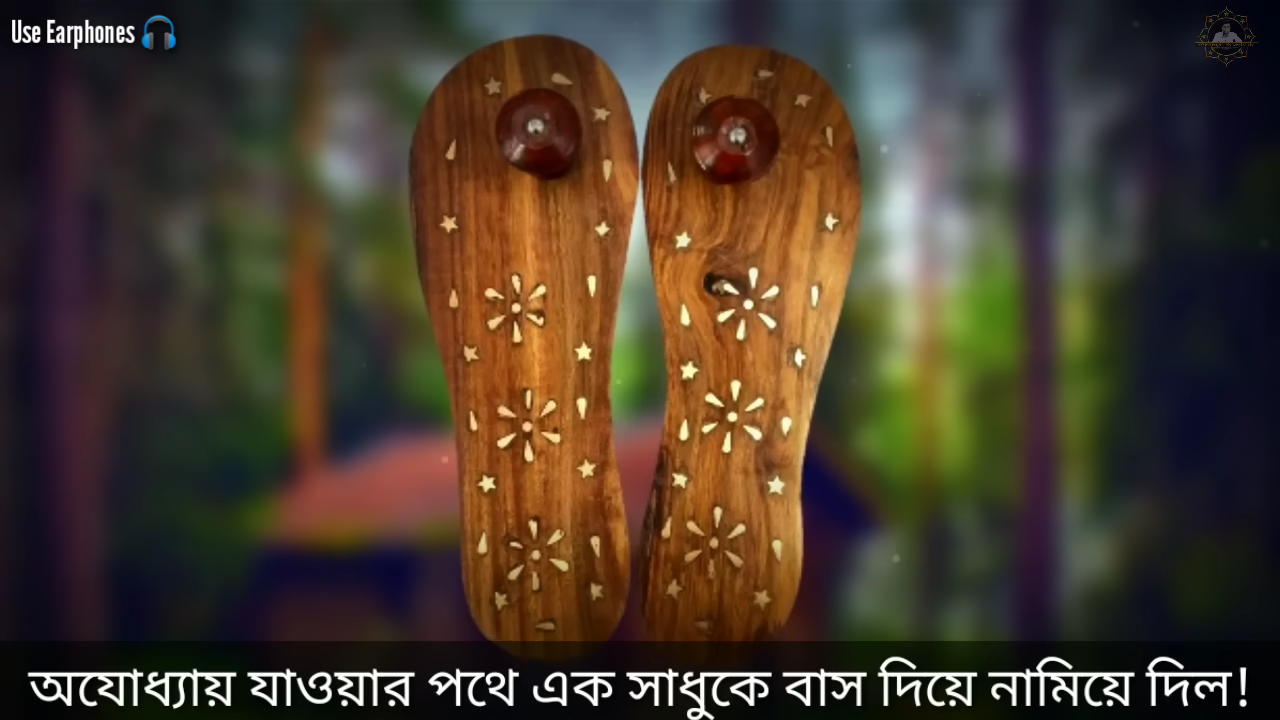 Use Earphones
অযোধ্যায় যাওয়ার পথে এক সাধুকে বাস দিয়ে নামিয়ে দিল!